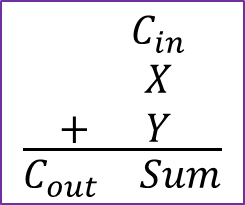 C_in
X
+ Y
C_out Sum